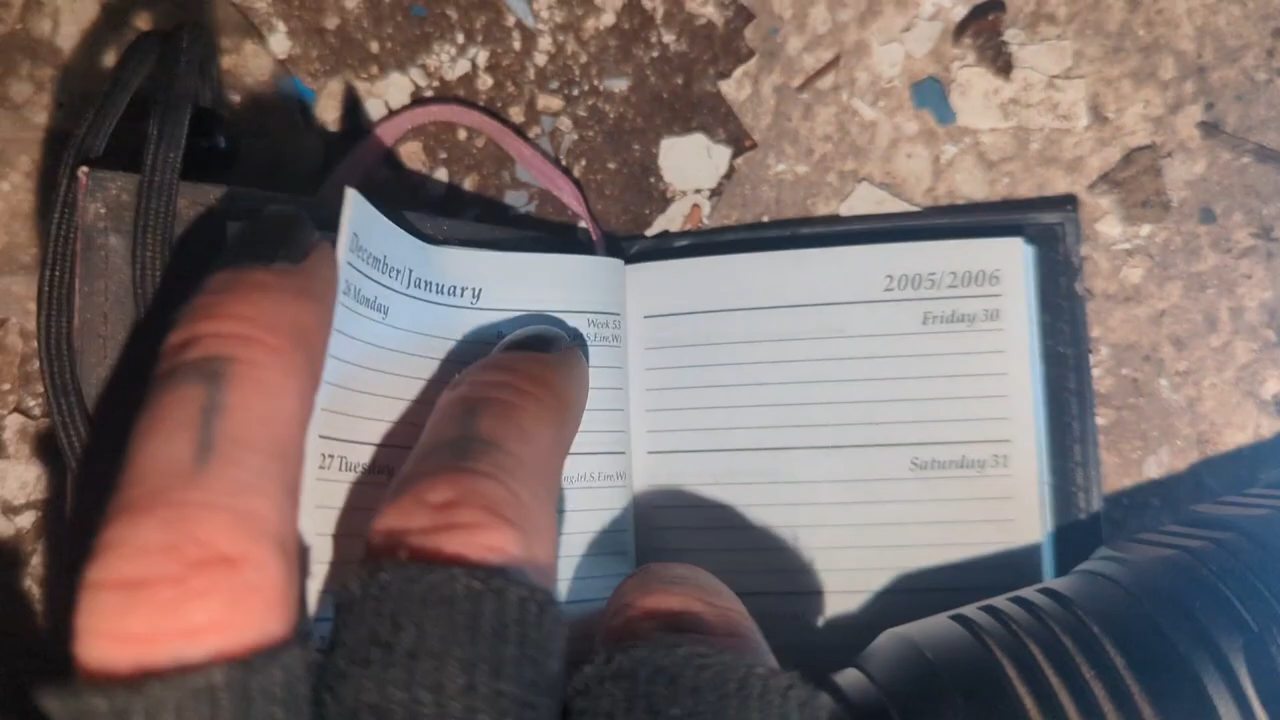 December/January
26 Monday
Week 53
S,Eire,W)
27 Tuesday
ng,Irl,S,Eire,W)
2005/2006
Friday 30
Saturday 31